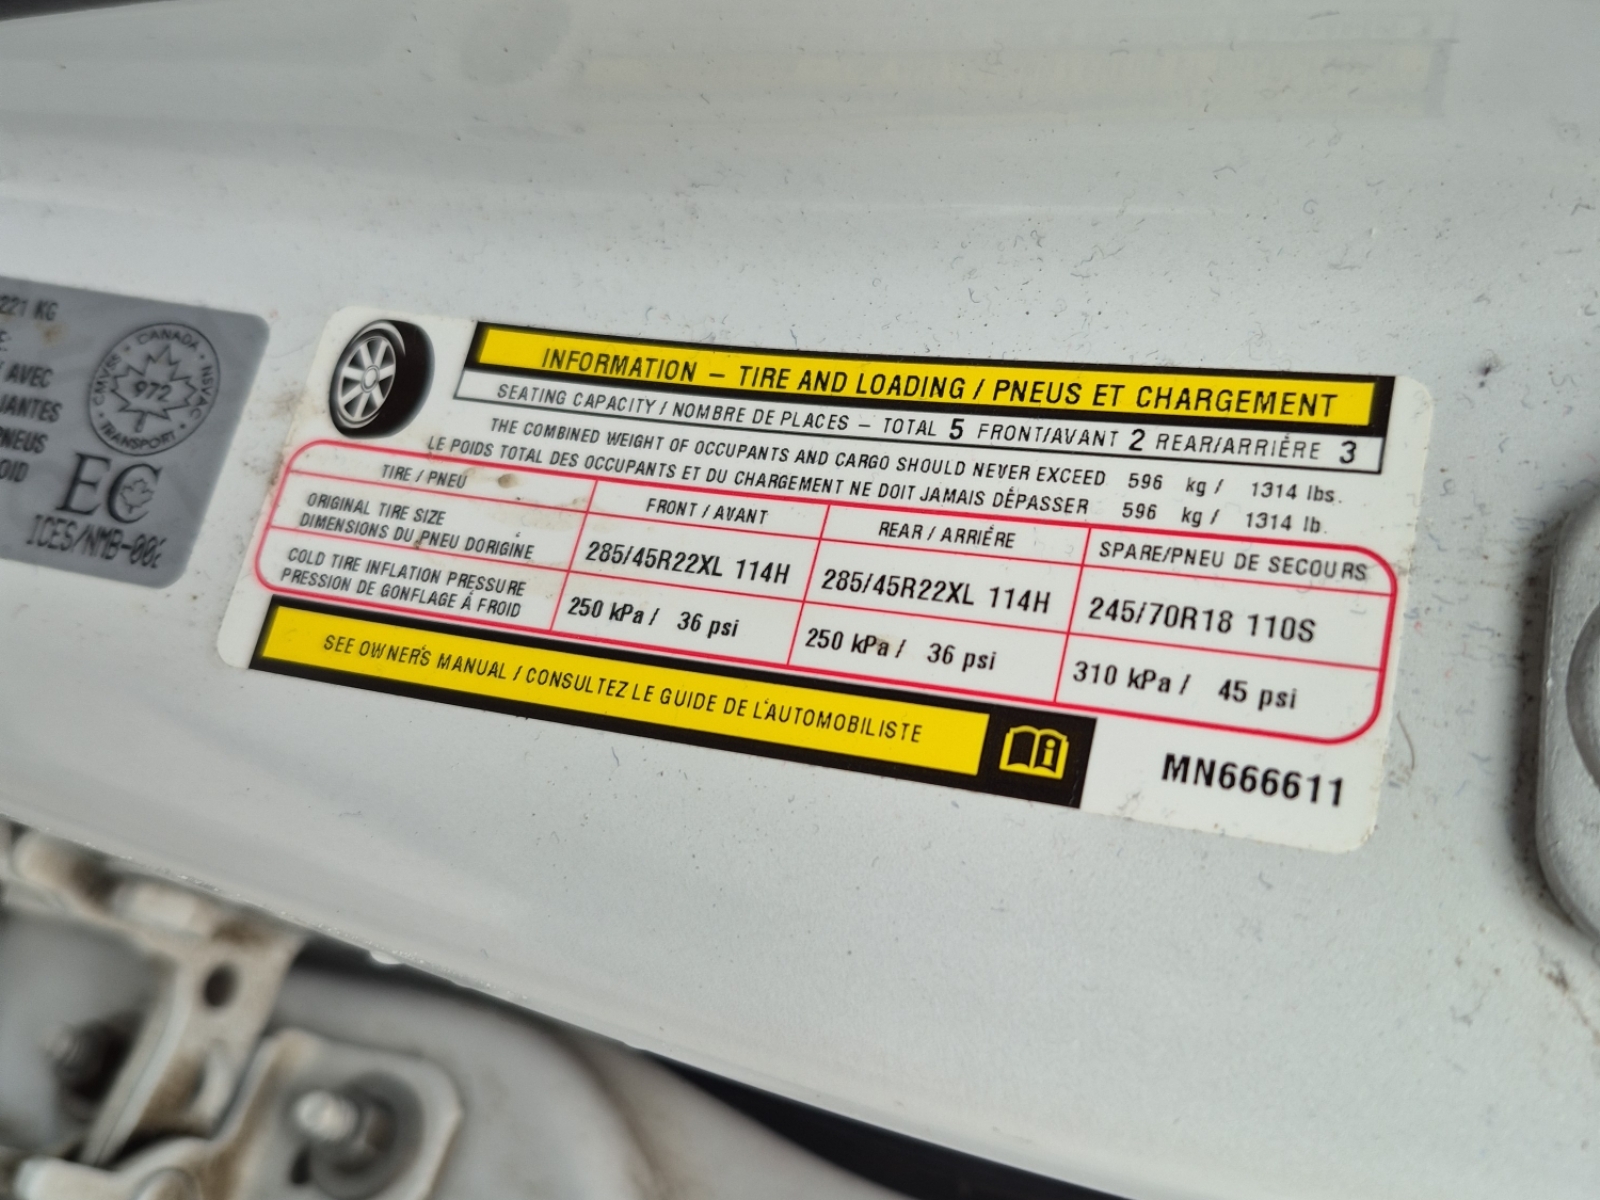 221 KG
AVEC
JANTES
PNEUS
CANADA
CMVSS
NSVAC
972
TRANSPORT
EC
ICES/NMB-00
INFORMATION – TIRE AND LOADING / PNEUS ET CHARGEMENT
SEATING CAPACITY / NOMBRE DE PLACES – TOTAL 5 FRONT/AVANT 2 REAR/ARRIÉRE 3
THE COMBINED WEIGHT OF OCCUPANTS AND CARGO SHOULD NEVER EXCEED 596 kg / 1314 lbs.
LE POIDS TOTAL DES OCCUPANTS ET DU CHARGEMENT NE DOIT JAMAIS DÉPASSER 596 kg / 1314 lb.
TIRE / PNEU FRONT / AVANT REAR / ARRIÉRE SPARE/PNEU DE SECOURS
ORIGINAL TIRE SIZE
DIMENSIONS DU PNEU DORIGINE
285/45R22XL 114H 285/45R22XL 114H 245/70R18 110S
COLD TIRE INFLATION PRESSURE
PRESSION DE GONFLAGE À FROID
250 kPa / 36 psi 250 kPa / 36 psi 310 kPa / 45 psi
SEE OWNER'S MANUAL / CONSULTEZ LE GUIDE DE L'AUTOMOBILISTE
MN666611